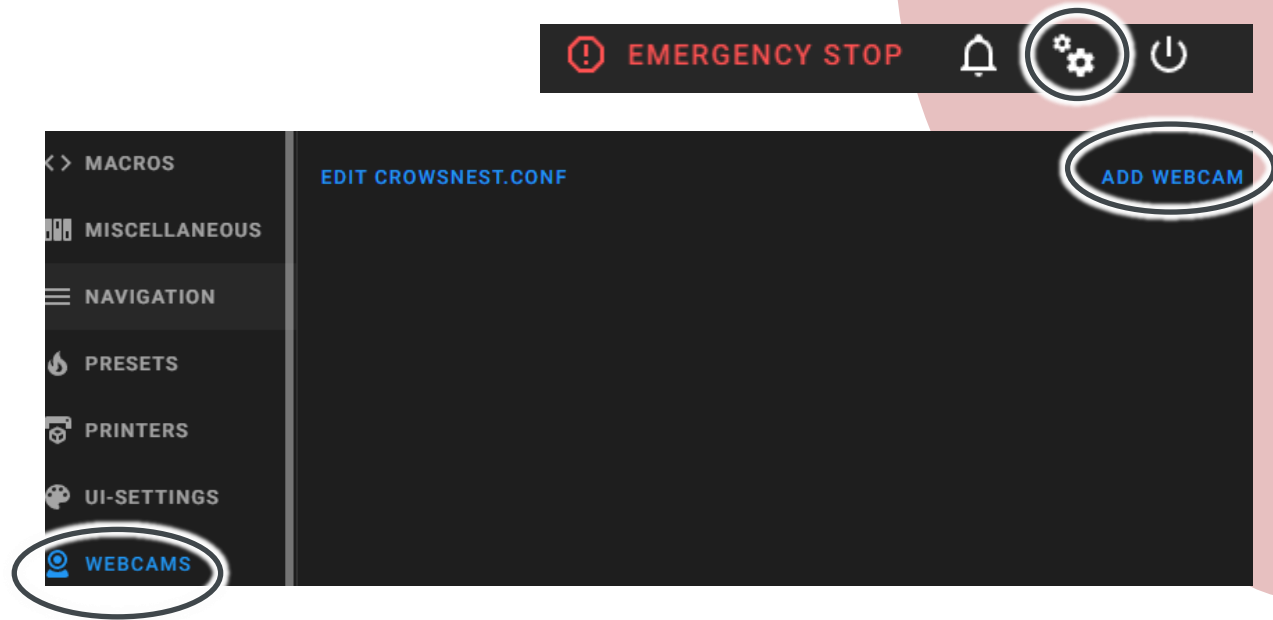 EMERGENCY STOP
MACROS
EDIT CROWSNEST.CONF
ADD WEBCAM
MISCELLANEOUS
NAVIGATION
PRESETS
PRINTERS
UI-SETTINGS
WEBCAMS